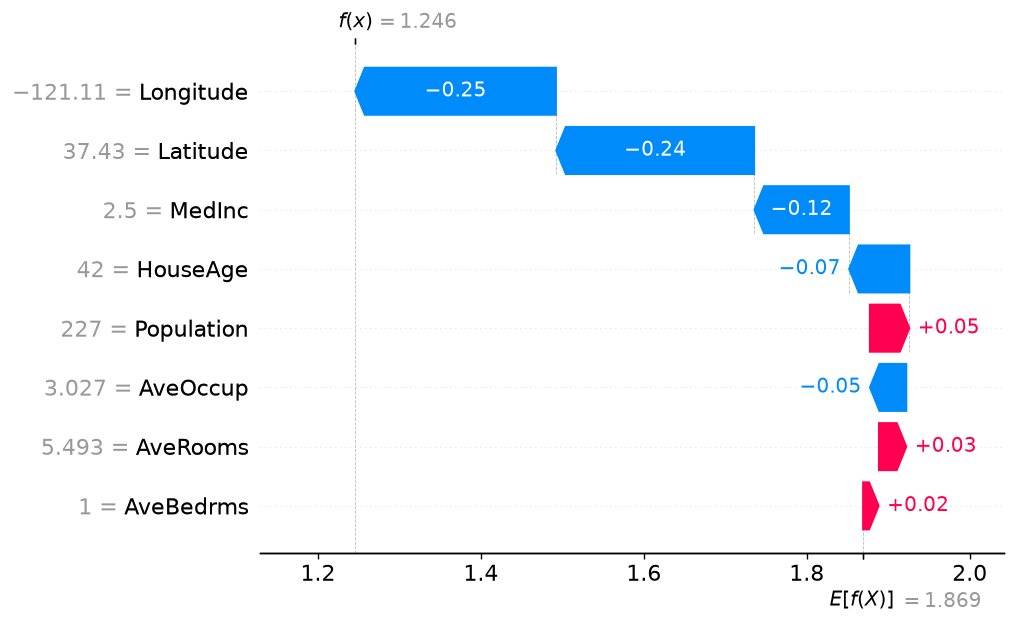 f(x) = 1.246
−121.11 = Longitude −0.25
37.43 = Latitude −0.24
2.5 = MedInc −0.12
42 = HouseAge −0.07
227 = Population +0.05
3.027 = AveOccup −0.05
5.493 = AveRooms +0.03
1 = AveBedrms +0.02
1.2 1.4 1.6 1.8 2.0
E[f(X)] = 1.869